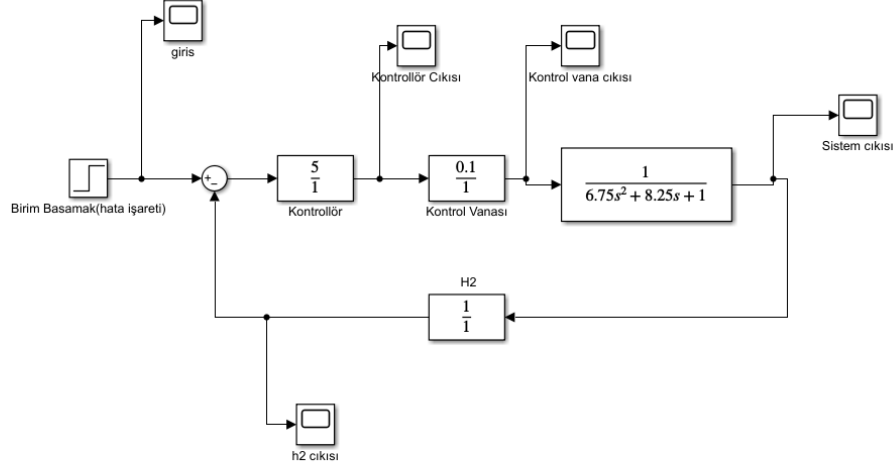 giris
Kontrollör Cıkısı
Kontrol vana cıkısı
Sistem cıkısı
Birim Basamak(hata işareti)
+
−
5
1
Kontrollör
0.1
1
Kontrol Vanası
1
6.75s² + 8.25s + 1
H2
1
1
h2 cıkısı